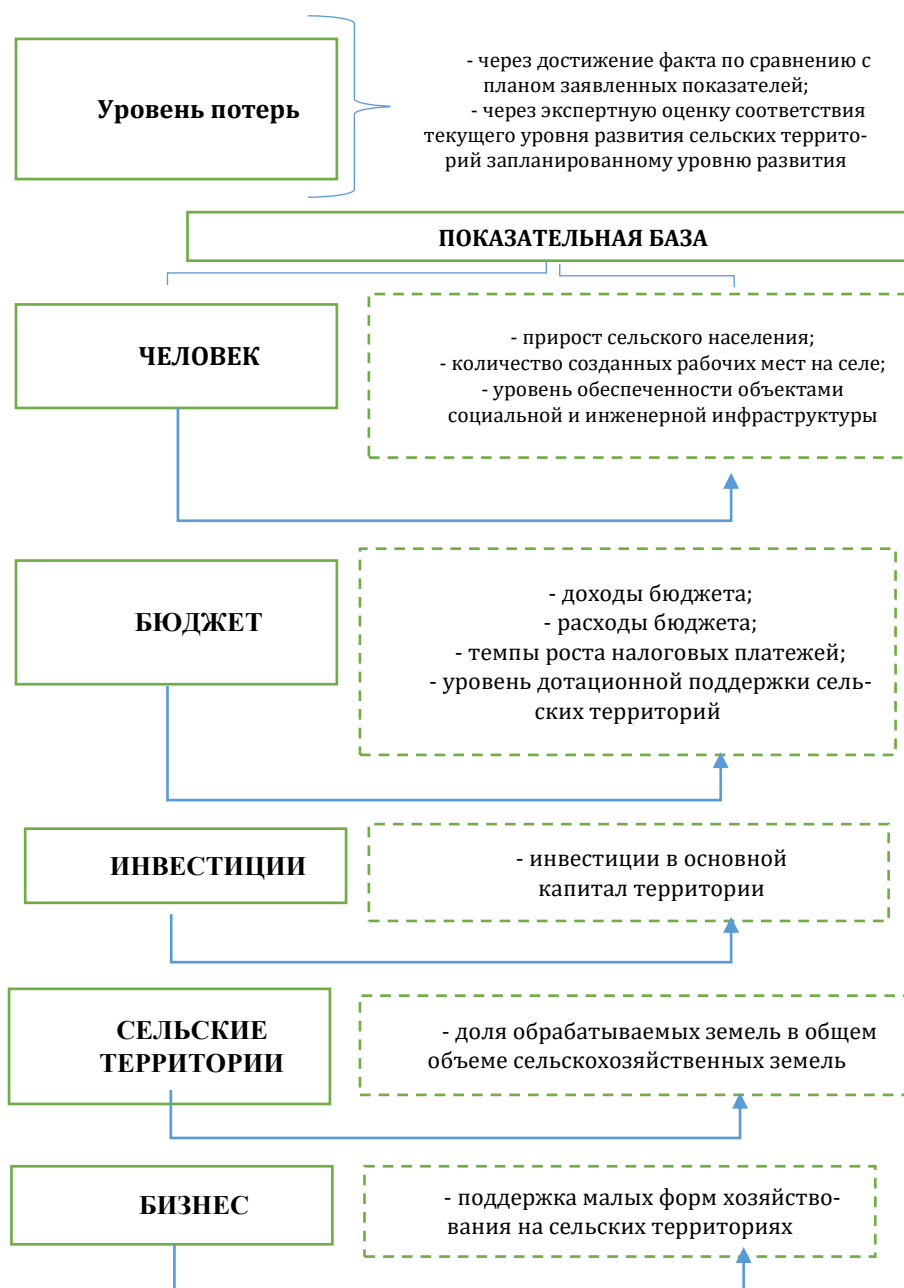 Уровень потерь
- через достижение факта по сравнению с
планом заявленных показателей;
- через экспертную оценку соответствия
текущего уровня развития сельских террито-
рий запланированному уровню развития
ПОКАЗАТЕЛЬНАЯ БАЗА
ЧЕЛОВЕК
- прирост сельского населения;
- количество созданных рабочих мест на селе;
- уровень обеспеченности объектами
социальной и инженерной инфраструктуры
БЮДЖЕТ
- доходы бюджета;
- расходы бюджета;
- темпы роста налоговых платежей;
- уровень дотационной поддержки сель-
ских территорий
ИНВЕСТИЦИИ
- инвестиции в основной
капитал территории
СЕЛЬСКИЕ
ТЕРРИТОРИИ
- доля обрабатываемых земель в общем
объеме сельскохозяйственных земель
БИЗНЕС
- поддержка малых форм хозяйство-
вания на сельских территориях